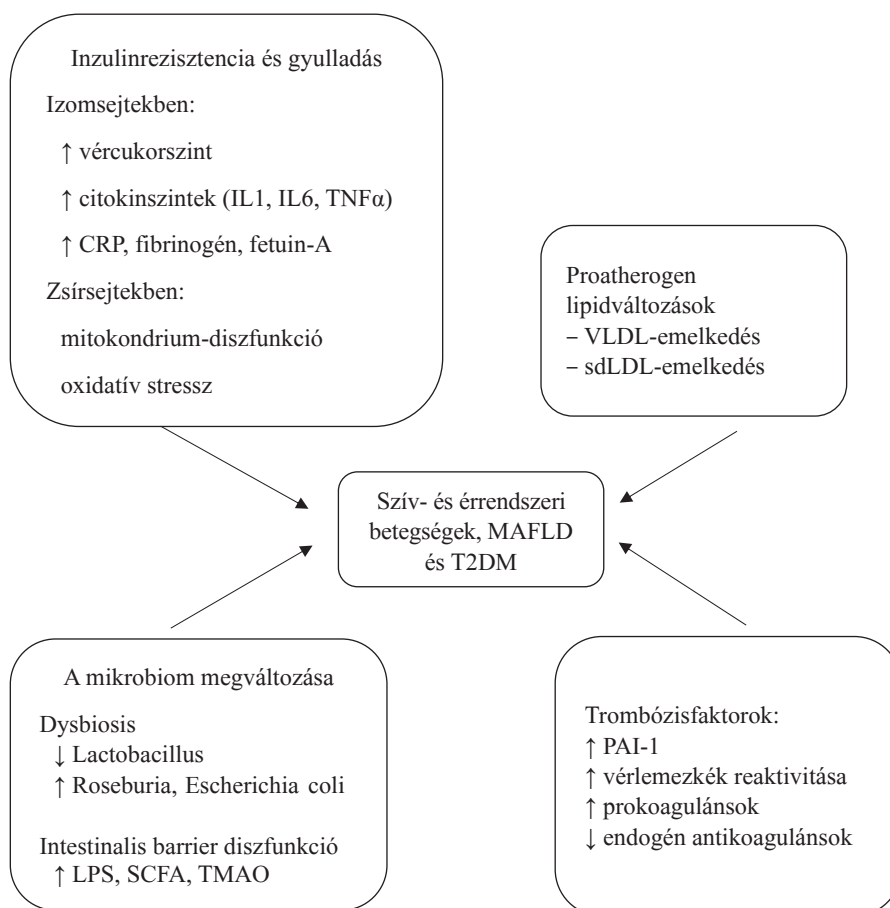 Inzulinrezisztencia és gyulladás
Izomsejtekben:
↑ vércukorszint
↑ citokinszintek (IL1, IL6, TNFα)
↑ CRP, fibrinogén, fetuin-A
Zsírsejtekben:
mitokondrium-diszfunkció
oxidatív stressz
Proatherogen
lipidváltozások
– VLDL-emelkedés
– sdLDL-emelkedés
Szív- és érrendszeri
betegségek, MAFLD
és T2DM
A mikrobiom megváltozása
Dysbiosis
↓ Lactobacillus
↑ Roseburia, Escherichia coli
Intestinalis barrier diszfunkció
↑ LPS, SCFA, TMAO
Trombózisfaktorok:
↑ PAI-1
↑ vérlemezkék reaktivitása
↑ prokoagulánsok
↓ endogén antikoagulánsok